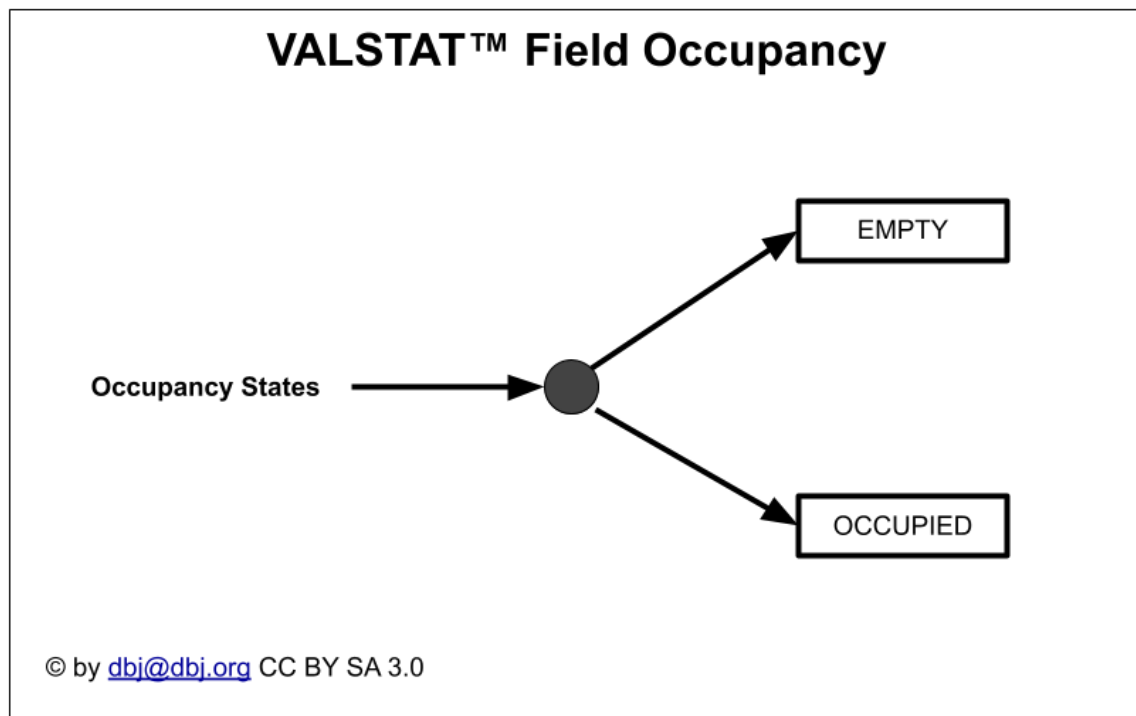 VALSTAT™ Field Occupancy
EMPTY
Occupancy States
OCCUPIED
© by dbj@dbj.org CC BY SA 3.0